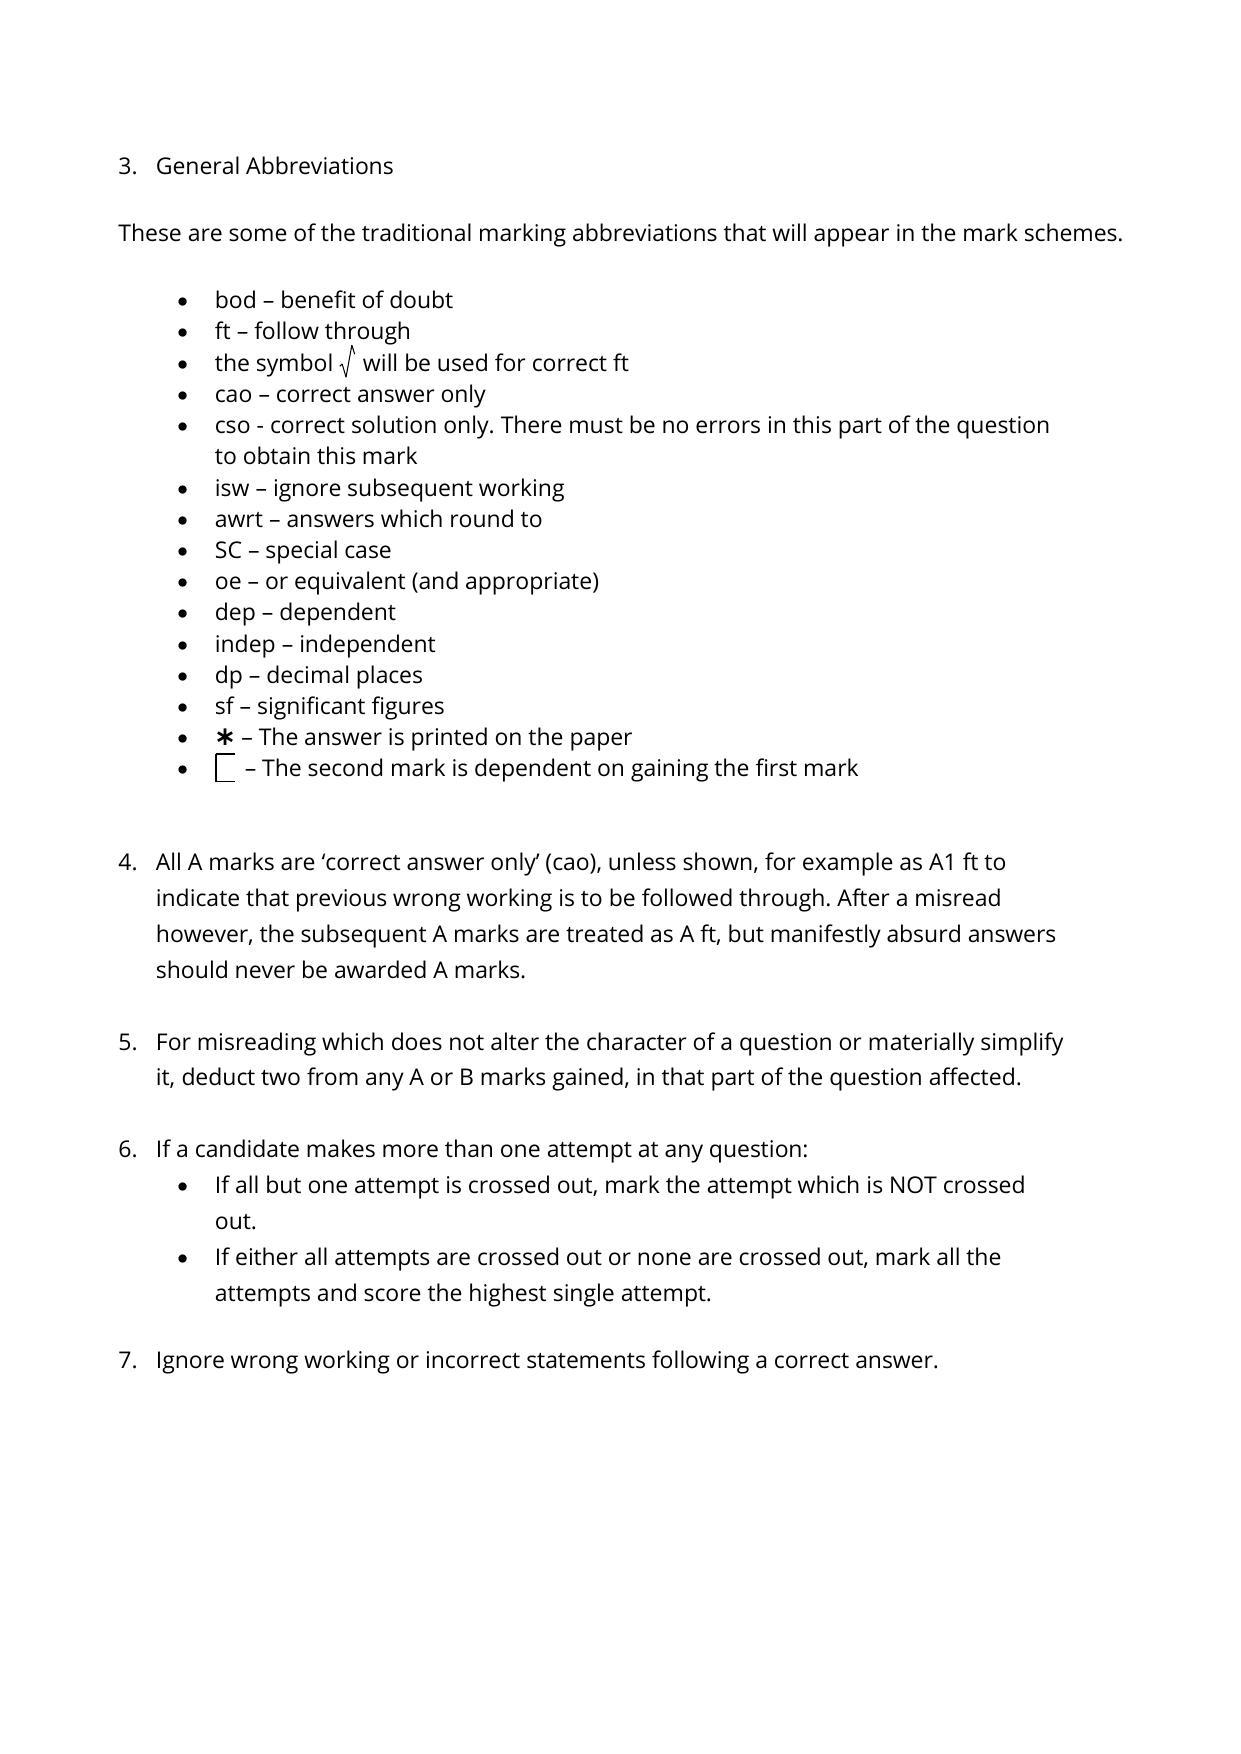 3. General Abbreviations
These are some of the traditional marking abbreviations that will appear in the mark schemes.
• bod – benefit of doubt
• ft – follow through
• the symbol √ will be used for correct ft
• cao – correct answer only
• cso - correct solution only. There must be no errors in this part of the question
to obtain this mark
• isw – ignore subsequent working
• awrt – answers which round to
• SC – special case
• oe – or equivalent (and appropriate)
• dep – dependent
• indep – independent
• dp – decimal places
• sf – significant figures
• * – The answer is printed on the paper
• – The second mark is dependent on gaining the first mark
4. All A marks are ‘correct answer only’ (cao), unless shown, for example as A1 ft to
indicate that previous wrong working is to be followed through. After a misread
however, the subsequent A marks are treated as A ft, but manifestly absurd answers
should never be awarded A marks.
5. For misreading which does not alter the character of a question or materially simplify
it, deduct two from any A or B marks gained, in that part of the question affected.
6. If a candidate makes more than one attempt at any question:
• If all but one attempt is crossed out, mark the attempt which is NOT crossed
out.
• If either all attempts are crossed out or none are crossed out, mark all the
attempts and score the highest single attempt.
7. Ignore wrong working or incorrect statements following a correct answer.